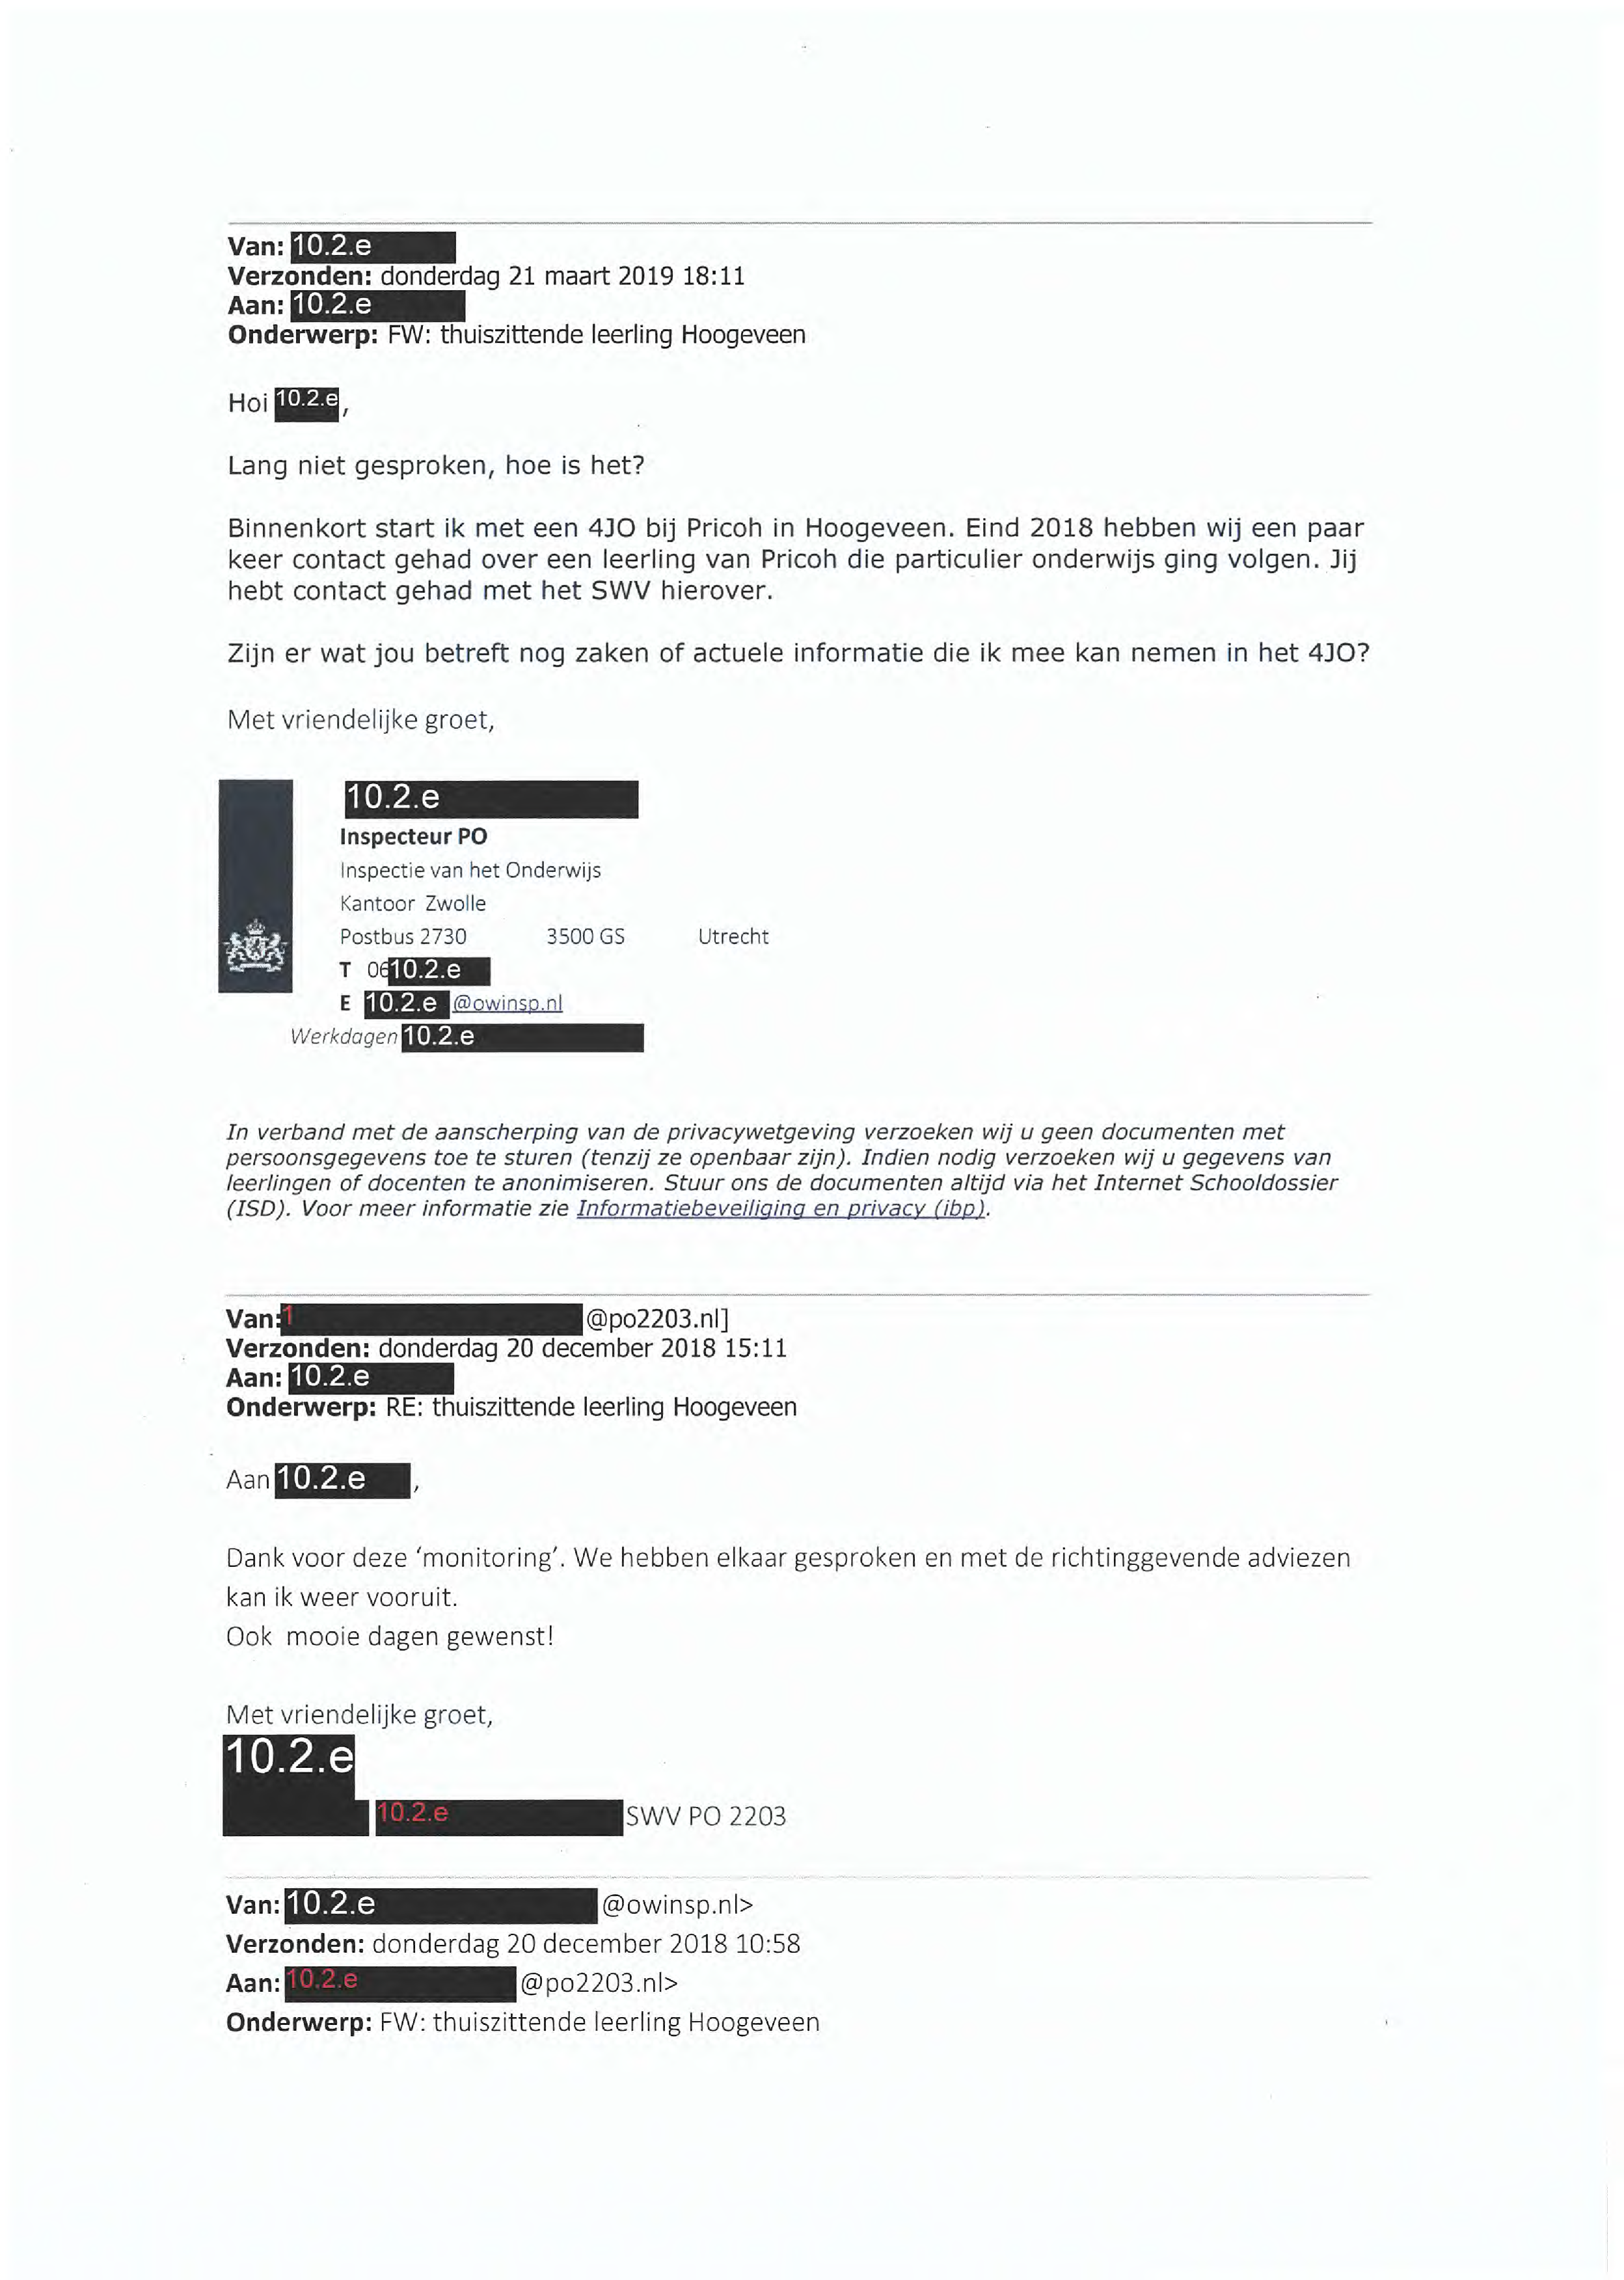 Van: 10.2.e
Verzonden: donderdag 21 maart 2019 18:11
Aan: 10.2.e
Onderwerp: FW: thuiszittende leerling Hoogeveen
Hoi 10.2.e,
Lang niet gesproken, hoe is het?
Binnenkort start ik met een 4JO bij Pricoh in Hoogeveen. Eind 2018 hebben wij een paar
keer contact gehad over een leerling van Pricoh die particulier onderwijs ging volgen. Jij
hebt contact gehad met het SWV hierover.
Zijn er wat jou betreft nog zaken of actuele informatie die ik mee kan nemen in het 4JO?
Met vriendelijke groet,
10.2.e
Inspecteur PO
Inspectie van het Onderwijs
Kantoor Zwolle
Postbus 2730 3500 GS Utrecht
T 0610.2.e
E 10.2.e @owinsp.nl
Werkdagen 10.2.e
In verband met de aanscherping van de privacywetgeving verzoeken wij u geen documenten met
persoonsgegevens toe te sturen (tenzij ze openbaar zijn). Indien nodig verzoeken wij u gegevens van
leerlingen of docenten te anonimiseren. Stuur ons de documenten altijd via het Internet Schooldossier
(ISD). Voor meer informatie zie Informatiebeveiliging en privacy (ibp).
Van:1 @po2203.nl]
Verzonden: donderdag 20 december 2018 15:11
Aan: 10.2.e
Onderwerp: RE: thuiszittende leerling Hoogeveen
Aan 10.2.e ,
Dank voor deze ‘monitoring’. We hebben elkaar gesproken en met de richtinggevende adviezen
kan ik weer vooruit.
Ook mooie dagen gewenst!
Met vriendelijke groet,
10.2.e
10.2.e SWV PO 2203
Van: 10.2.e @owinsp.nl>
Verzonden: donderdag 20 december 2018 10:58
Aan: 10.2.e @po2203.nl>
Onderwerp: FW: thuiszittende leerling Hoogeveen